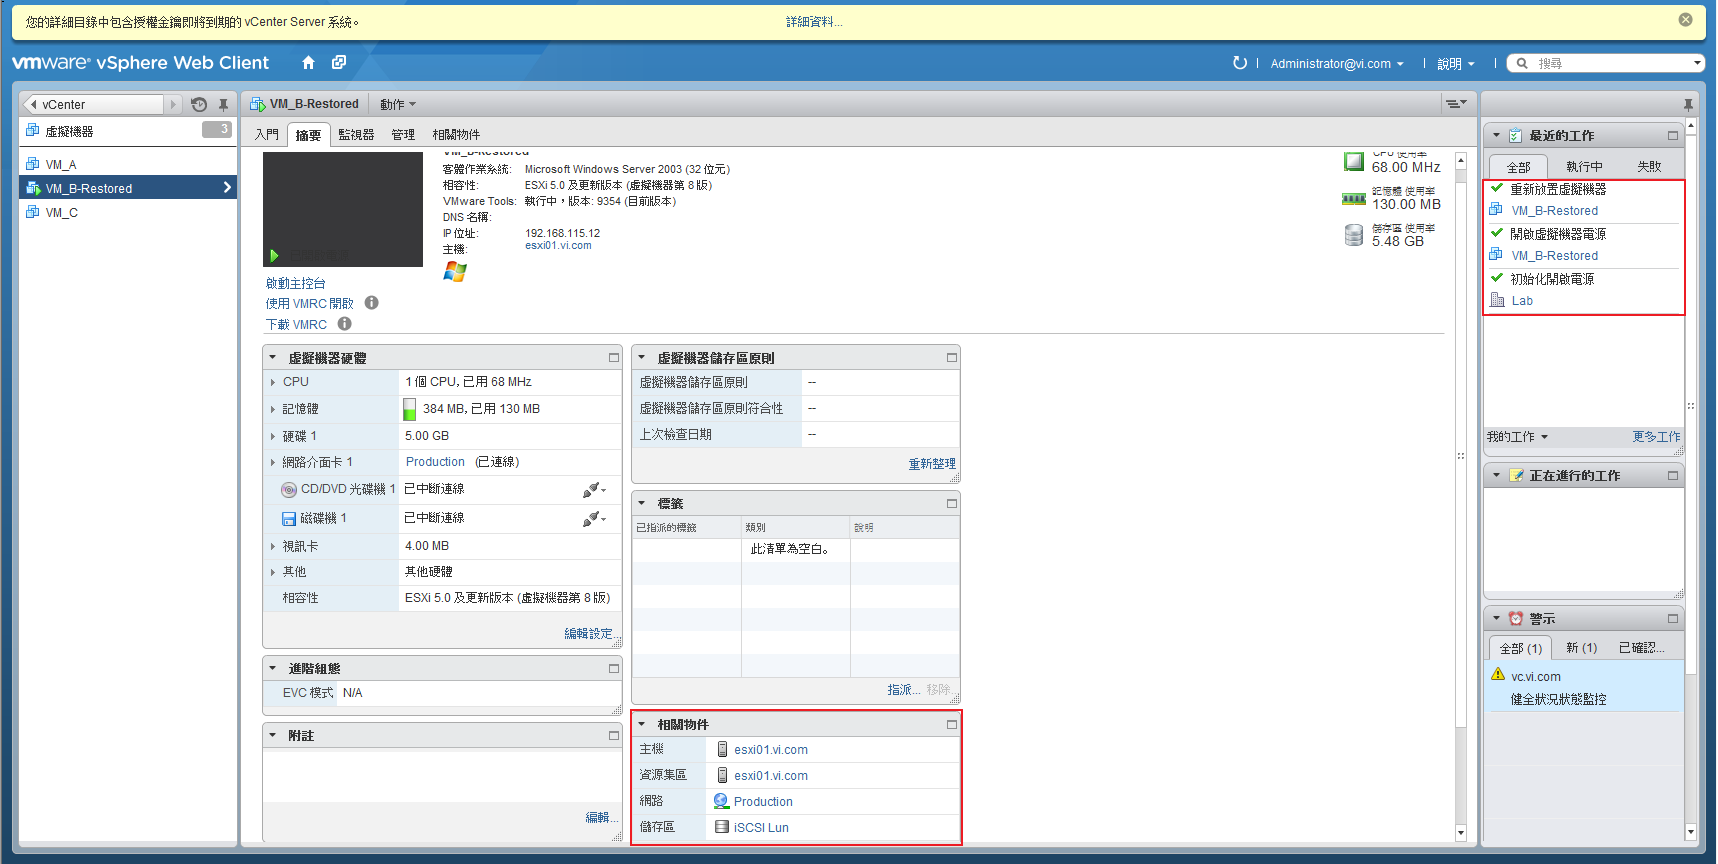 您的詳細目錄中包含授權金鑰即將到期的 vCenter Server 系統。 詳細資料...
vmware® vSphere Web Client
Administrator@vi.com 說明 搜尋
vCenter
虛擬機器 3
VM_A
VM_B-Restored
VM_C
VM_B-Restored 動作
入門 摘要 監視器 管理 相關物件
VM_B-Restored
客體作業系統: Microsoft Windows Server 2003 (32 位元)
相容性: ESXi 5.0 及更新版本 (虛擬機器第 8 版)
VMware Tools: 執行中，版本: 9354 (目前版本)
DNS 名稱:
IP 位址: 192.168.115.12
主機: esxi01.vi.com
啟動主控台
使用 VMRC 開啟
下載 VMRC
CPU 使用率
68.00 MHz
記憶體 使用率
130.00 MB
儲存區 使用率
5.48 GB
虛擬機器硬體
CPU 1 個 CPU, 已用 68 MHz
記憶體 384 MB, 已用 130 MB
硬碟 1 5.00 GB
網路介面卡 1 Production (已連線)
CD/DVD 光碟機 1 已中斷連線
磁碟機 1 已中斷連線
視訊卡 4.00 MB
其他 其他硬體
相容性 ESXi 5.0 及更新版本 (虛擬機器第 8 版)
編輯設定...
進階組態
EVC 模式 N/A
附註
編輯...
虛擬機器儲存區原則
虛擬機器儲存區原則 --
虛擬機器儲存區原則符合性 --
上次檢查日期 --
重新整理
標籤
已指派的標籤 類別 說明
此清單為空白。
指派... 移除...
相關物件
主機 esxi01.vi.com
資源集區 esxi01.vi.com
網路 Production
儲存區 iSCSI Lun
最近的工作
全部 執行中 失敗
重新放置虛擬機器
VM_B-Restored
開啟虛擬機器電源
VM_B-Restored
初始化開啟電源
Lab
我的工作 更多工作
正在進行的工作
警示
全部 (1) 新 (1) 已確認...
vc.vi.com
健全狀況狀態監控